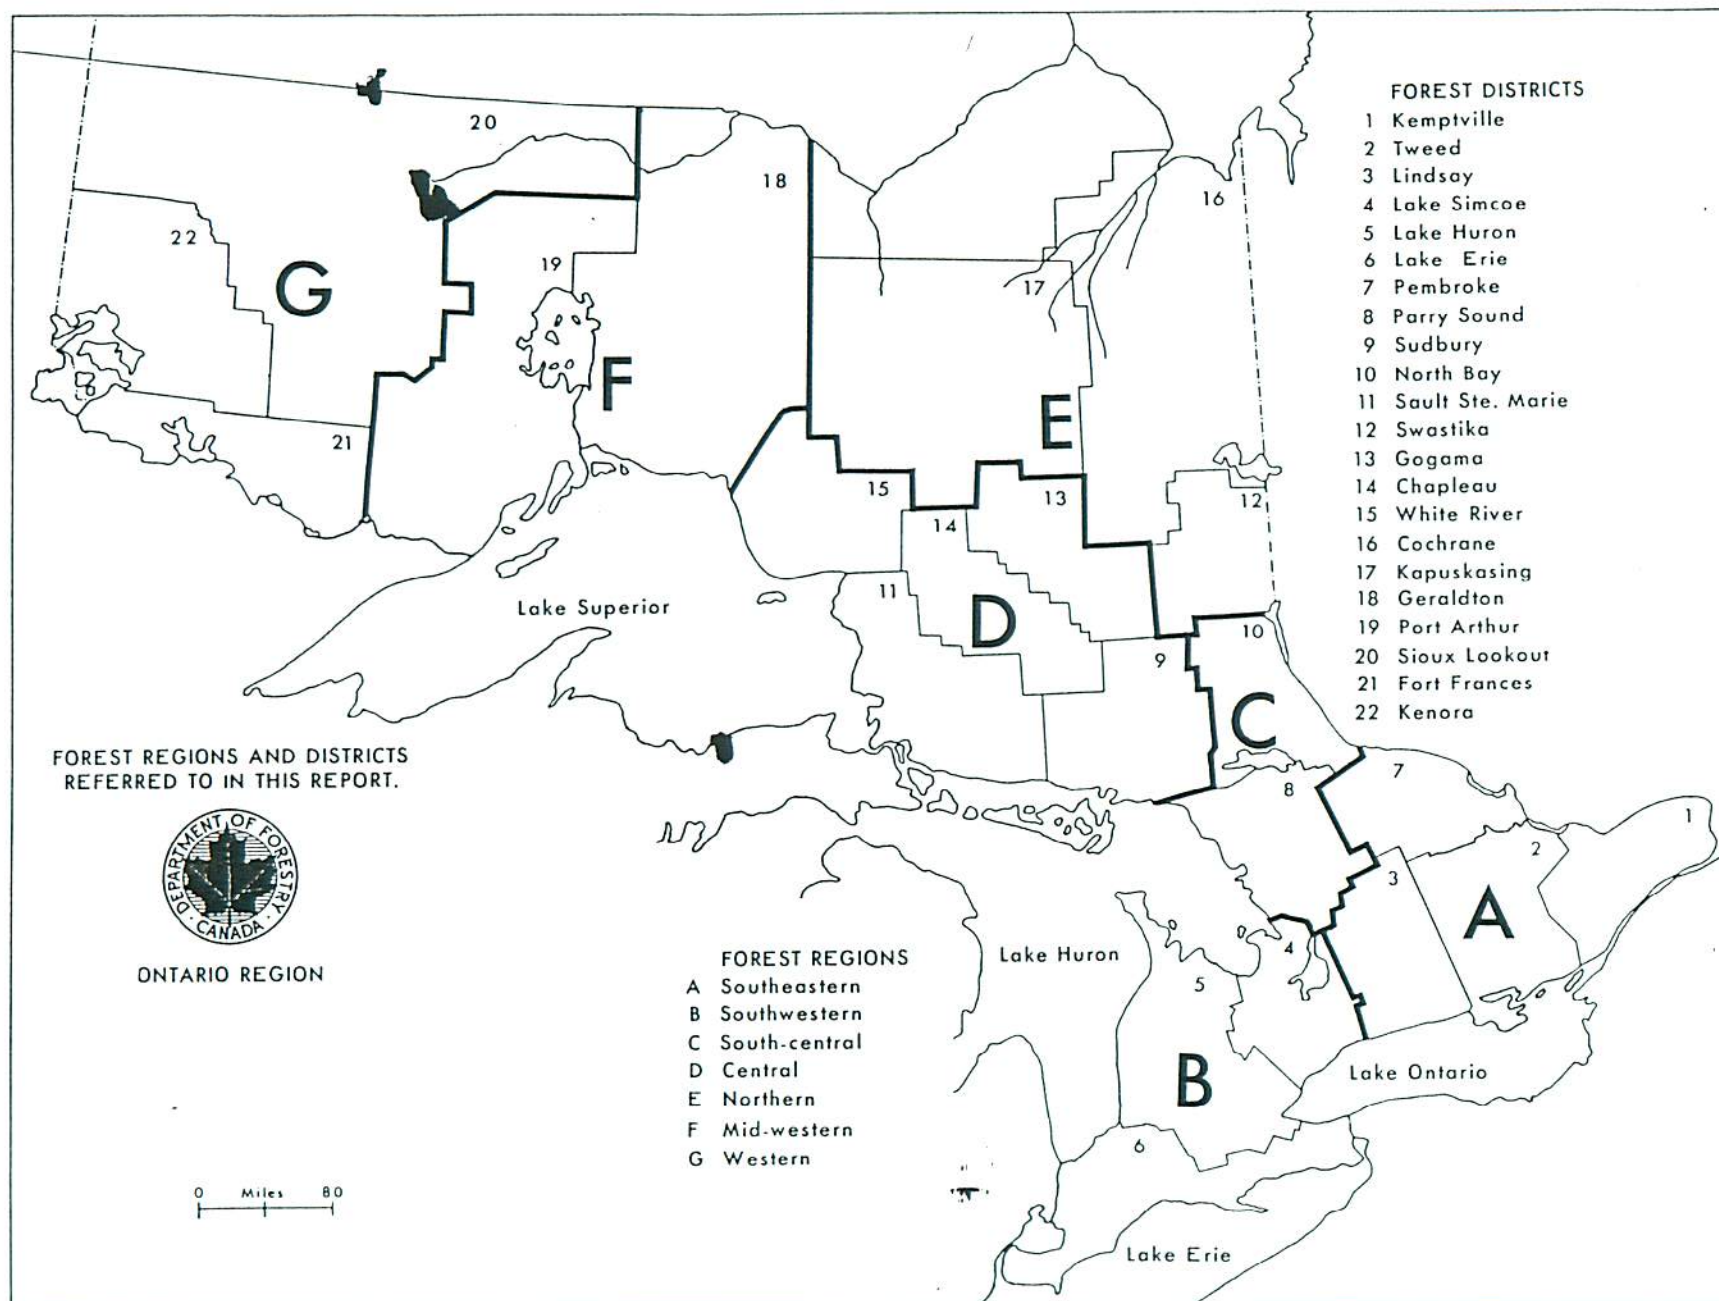 FOREST DISTRICTS
1 Kemptville
2 Tweed
3 Lindsay
4 Lake Simcoe
5 Lake Huron
6 Lake Erie
7 Pembroke
8 Parry Sound
9 Sudbury
10 North Bay
11 Sault Ste. Marie
12 Swastika
13 Gogama
14 Chapleau
15 White River
16 Cochrane
17 Kapuskasing
18 Geraldton
19 Port Arthur
20 Sioux Lookout
21 Fort Frances
22 Kenora
20
18
16
22
G
19
17
F
E
21
15
13
12
14
11
D
10
9
Lake Superior
C
8
7
1
2
3
A
4
5
Lake Huron
B
Lake Ontario
6
Lake Erie
FOREST REGIONS AND DISTRICTS
REFERRED TO IN THIS REPORT.
DEPARTMENT OF FORESTRY
CANADA
ONTARIO REGION
FOREST REGIONS
A Southeastern
B Southwestern
C South-central
D Central
E Northern
F Mid-western
G Western
0 Miles 80